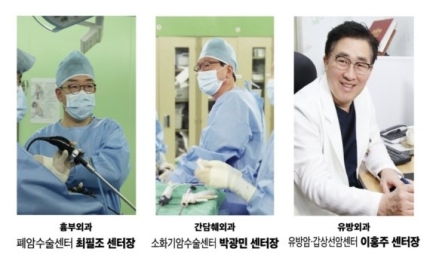 흉부외과
폐암수술센터 최필조 센터장
간담췌외과
소화기암수술센터 박광민 센터장
유방외과
유방암·갑상선암센터 이홍주 센터장